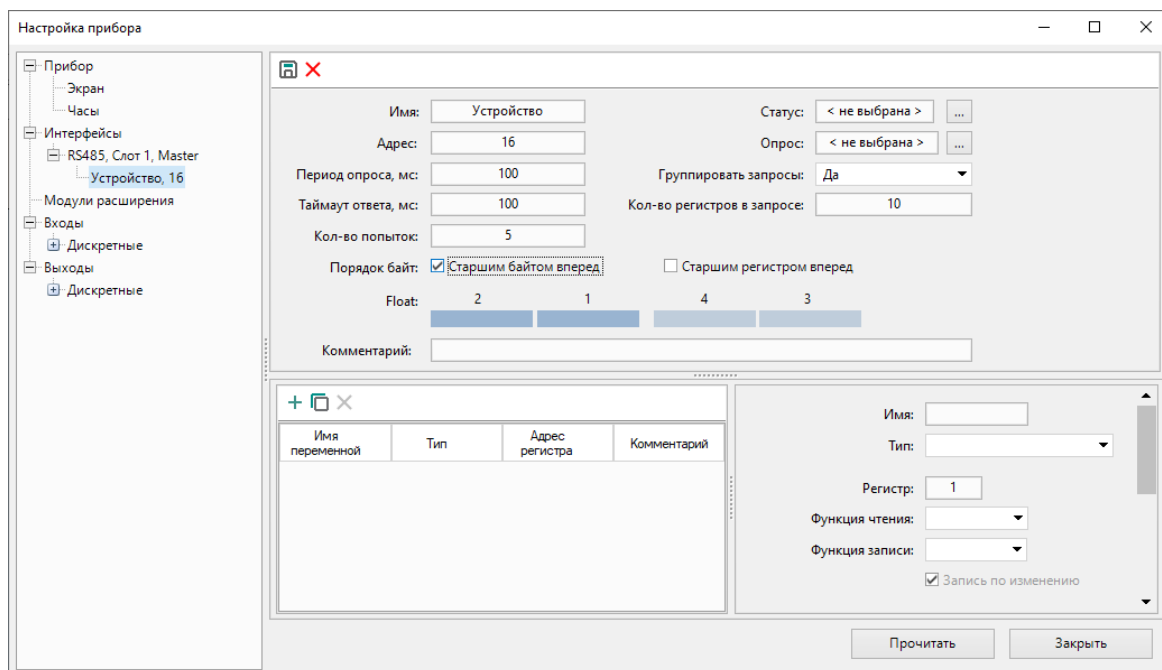 Настройка прибора
Прибор
Экран
Часы
Интерфейсы
RS485, Слот 1, Master
Устройство, 16
Модули расширения
Входы
Дискретные
Выходы
Дискретные
Имя: Устройство Статус: < не выбрана > ...
Адрес: 16 Опрос: < не выбрана > ...
Период опроса, мс: 100 Группировать запросы: Да
Таймаут ответа, мс: 100 Кол-во регистров в запросе: 10
Кол-во попыток: 5
Порядок байт: Старшим байтом вперед Старшим регистром вперед
Float: 2 1 4 3
Комментарий:
Имя переменной Тип Адрес регистра Комментарий
Имя:
Тип:
Регистр: 1
Функция чтения:
Функция записи:
Запись по изменению
Прочитать Закрыть